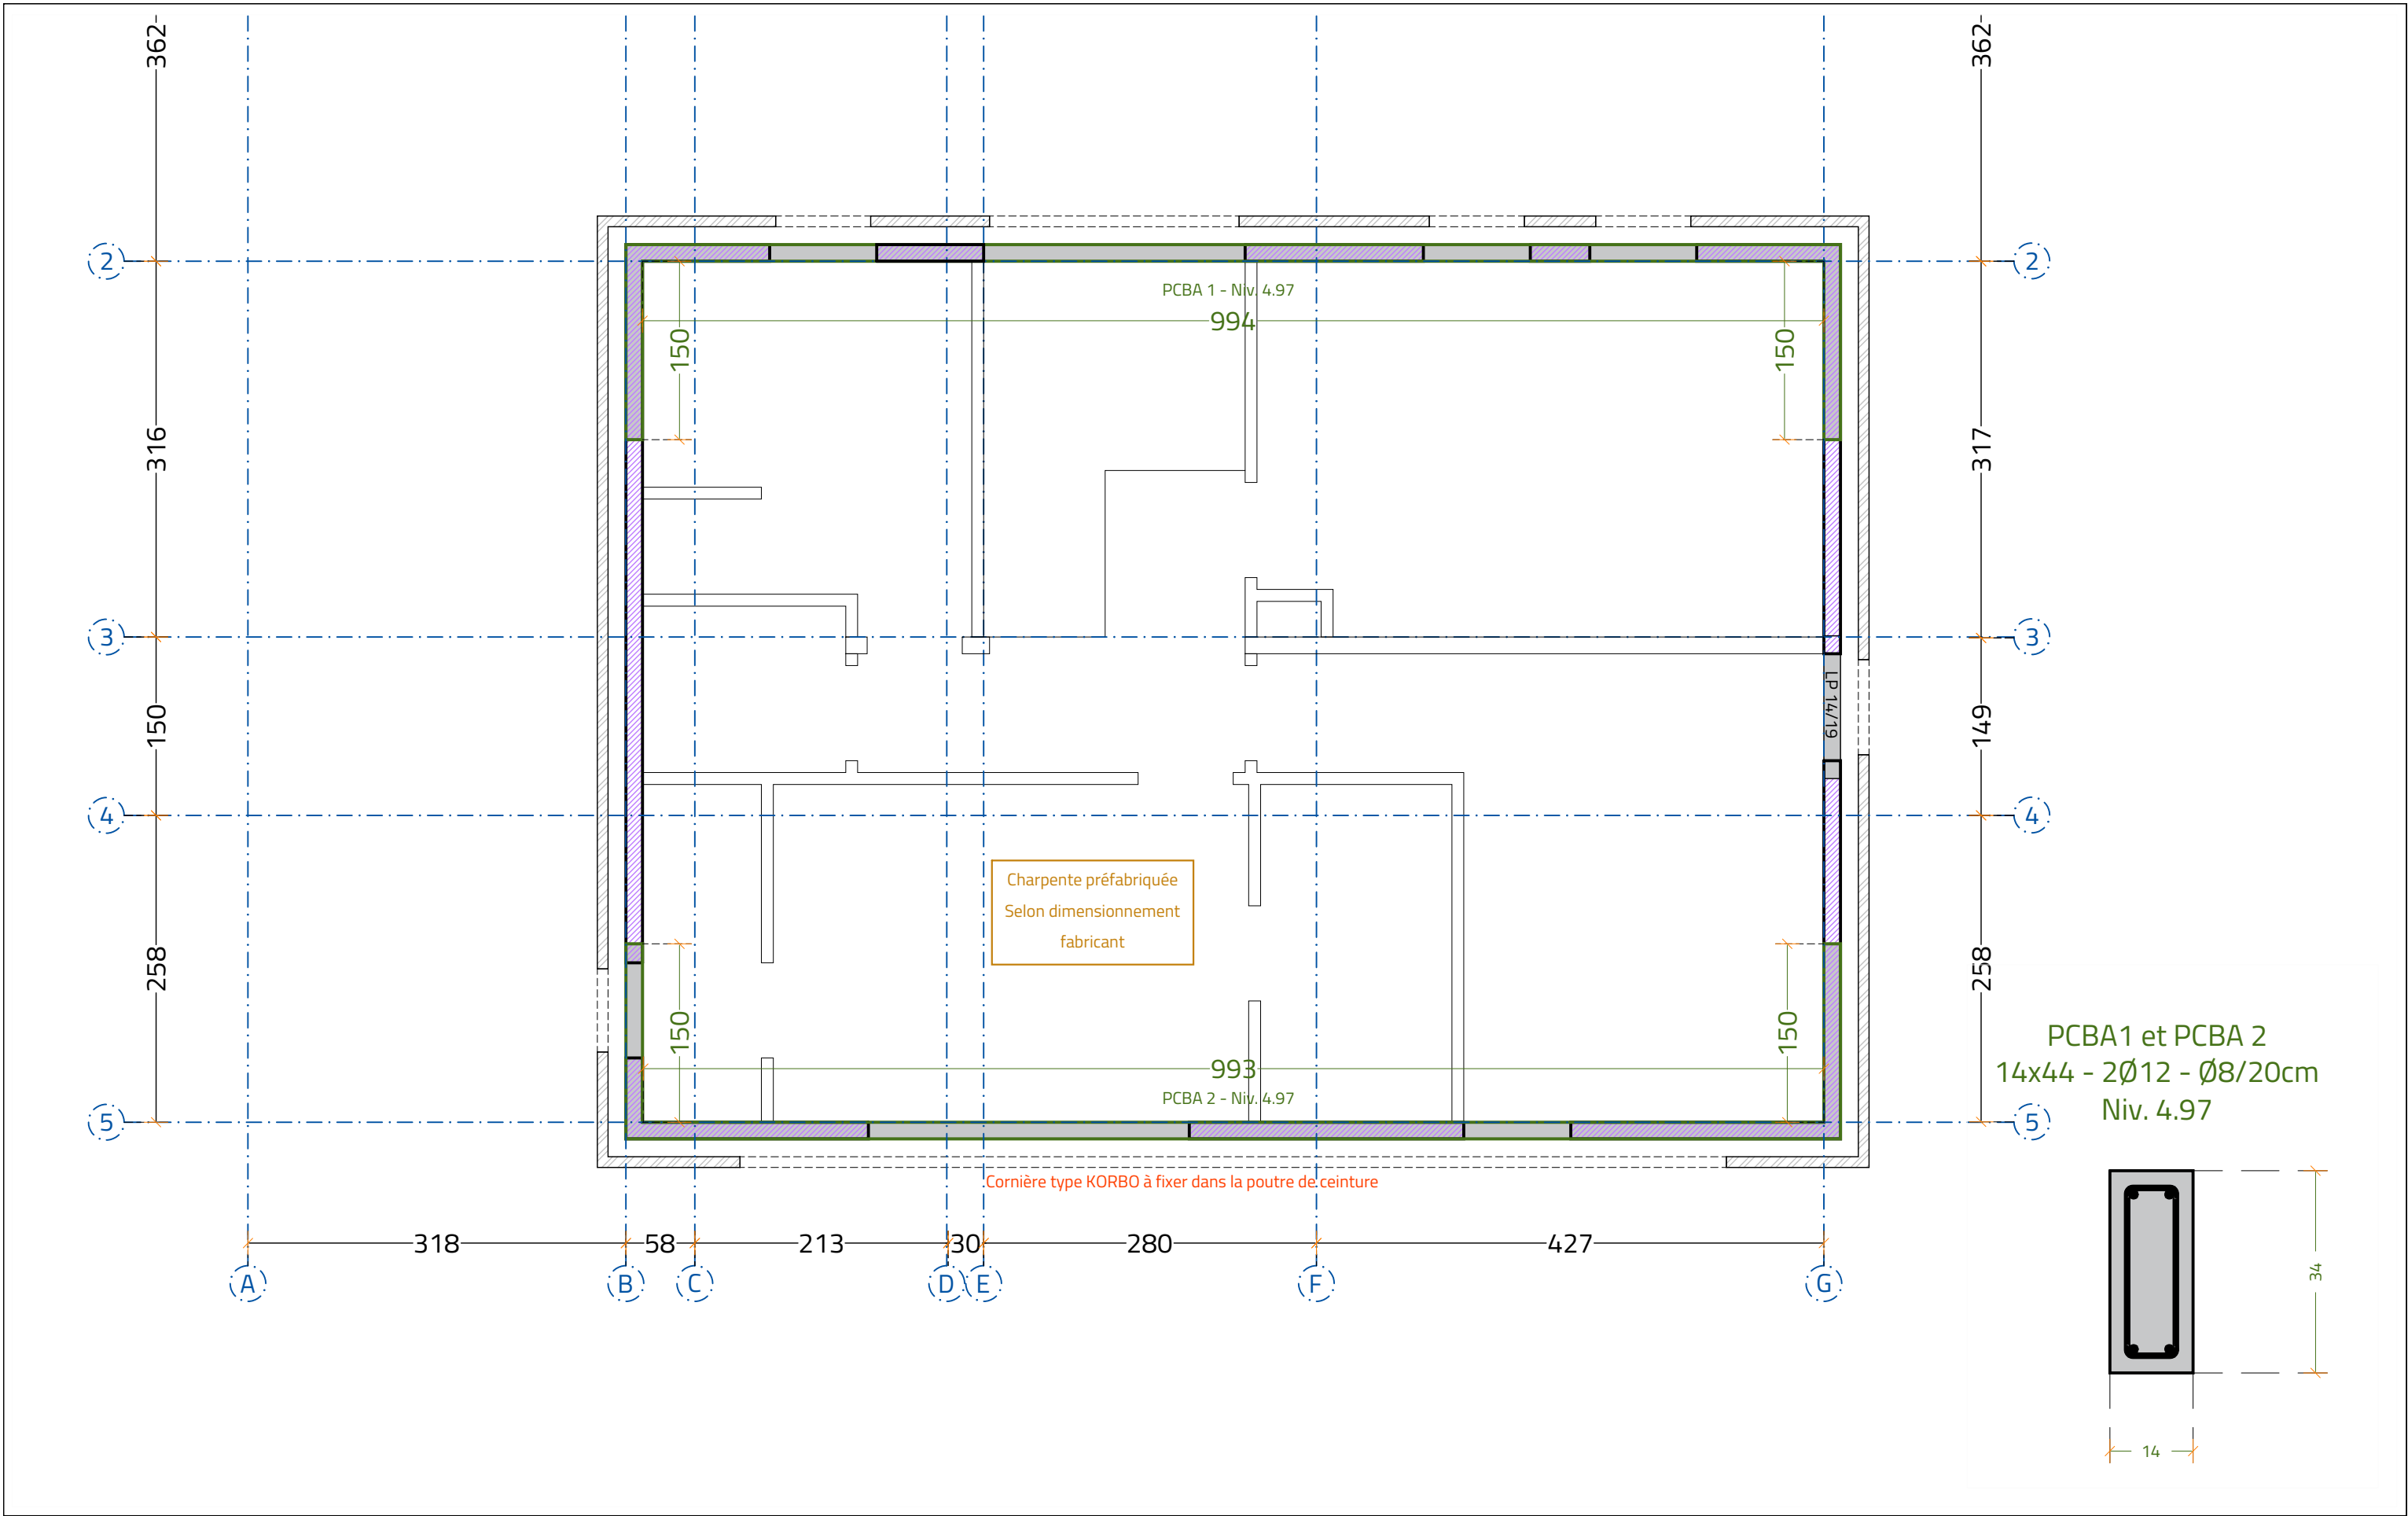 362
362
2
2
PCBA 1 - Niv. 4.97
994
150
150
316
317
3
3
LP 14/19
150
149
4
4
Charpente préfabriquée
Selon dimensionnement
fabricant
258
258
150
150
993
PCBA 2 - Niv. 4.97
5
5
PCBA1 et PCBA 2
14x44 - 2Ø12 - Ø8/20cm
Niv. 4.97
Cornière type KORBO à fixer dans la poutre de ceinture
318
58
213
30
280
427
A
B
C
D
E
F
G
34
14